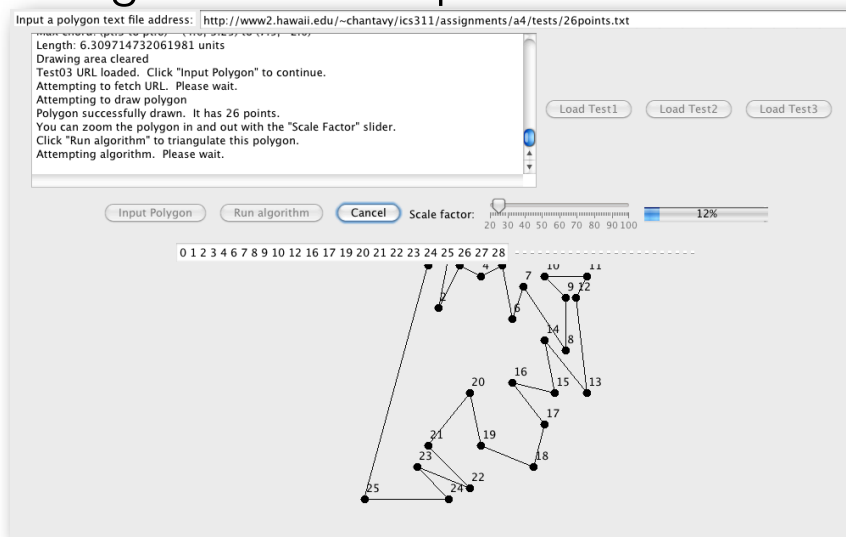 Input a polygon text file address: http://www2.hawaii.edu/~chantavy/ics311/assignments/a4/tests/26points.txt
Length: 6.309714732061981 units
Drawing area cleared
Test03 URL loaded.  Click "Input Polygon" to continue.
Attempting to fetch URL.  Please wait.
Attempting to draw polygon
Polygon successfully drawn.  It has 26 points.
You can zoom the polygon in and out with the "Scale Factor" slider.
Click "Run algorithm" to triangulate this polygon.
Attempting algorithm.  Please wait.
Load Test1 Load Test2 Load Test3
Input Polygon Run algorithm Cancel Scale factor: 12%
20 30 40 50 60 70 80 90 100
0 1 2 3 4 6 7 8 9 10 12 16 17 19 20 21 22 23 24 25 26 27 28
4 10 11
7
9 12
2
6
14
8
16
15 13
20
17
21 19
23 18
22
25 24